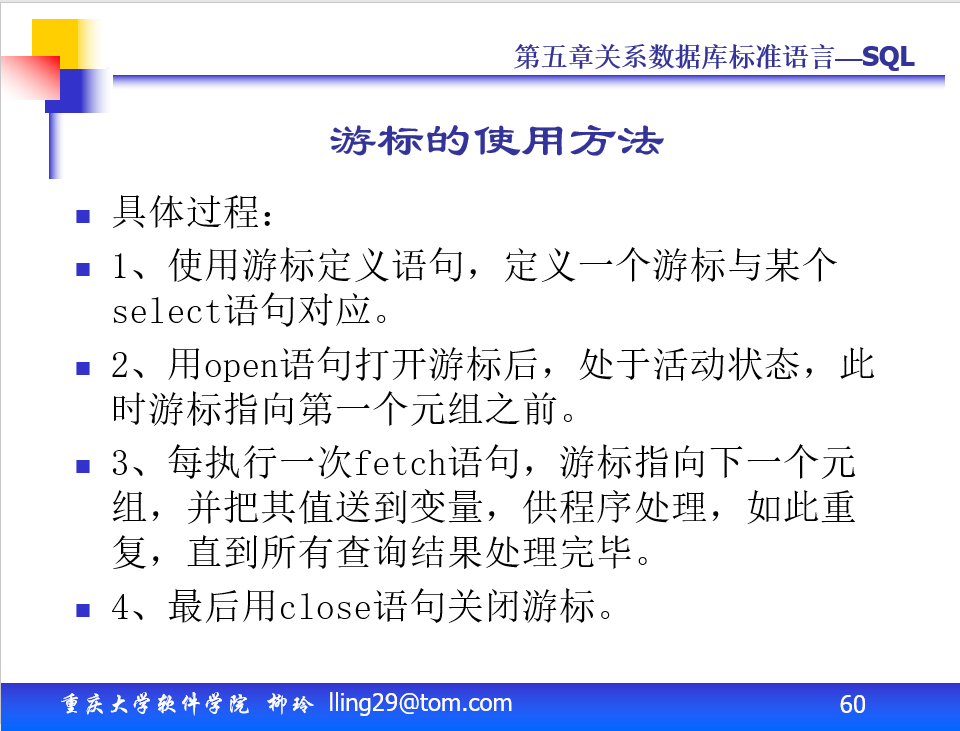 第五章关系数据库标准语言—SQL
游标的使用方法
具体过程：
1、使用游标定义语句，定义一个游标与某个
select语句对应。
2、用open语句打开游标后，处于活动状态，此
时游标指向第一个元组之前。
3、每执行一次fetch语句，游标指向下一个元
组，并把其值送到变量，供程序处理，如此重
复，直到所有查询结果处理完毕。
4、最后用close语句关闭游标。
重庆大学软件学院 柳玲 lling29@tom.com 60